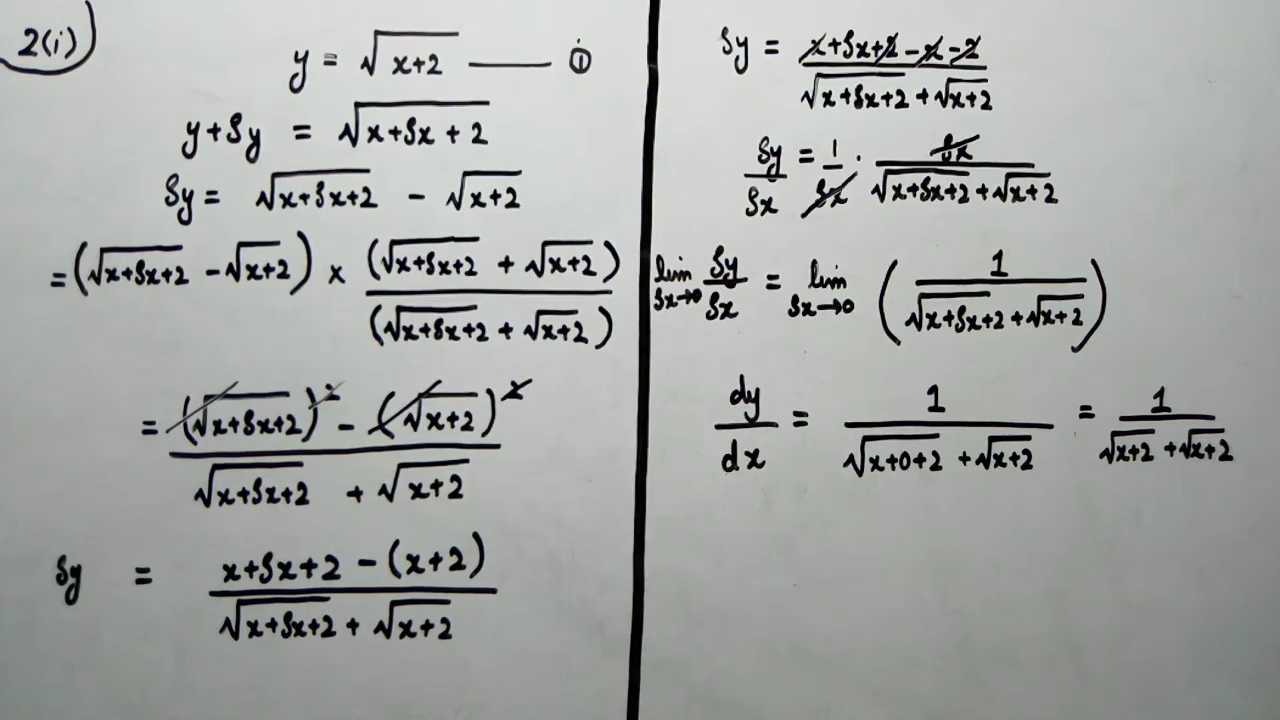 2(i)
y = √(x+2) —— ①
y+δy = √(x+δx+2)
δy = √(x+δx+2) - √(x+2)
= (√(x+δx+2) - √(x+2)) × (√(x+δx+2) + √(x+2)) / (√(x+δx+2) + √(x+2))
= ((√(x+δx+2))² - (√(x+2))²) / (√(x+δx+2) + √(x+2))
δy = (x+δx+2 - (x+2)) / (√(x+δx+2) + √(x+2))
δy = (x+δx+2-x-2) / (√(x+δx+2) + √(x+2))
δy/δx = 1/δx · δx / (√(x+δx+2) + √(x+2))
lim δx→0 δy/δx = lim δx→0 (1 / (√(x+δx+2) + √(x+2)))
dy/dx = 1 / (√(x+0+2) + √(x+2)) = 1 / (√(x+2) + √(x+2))